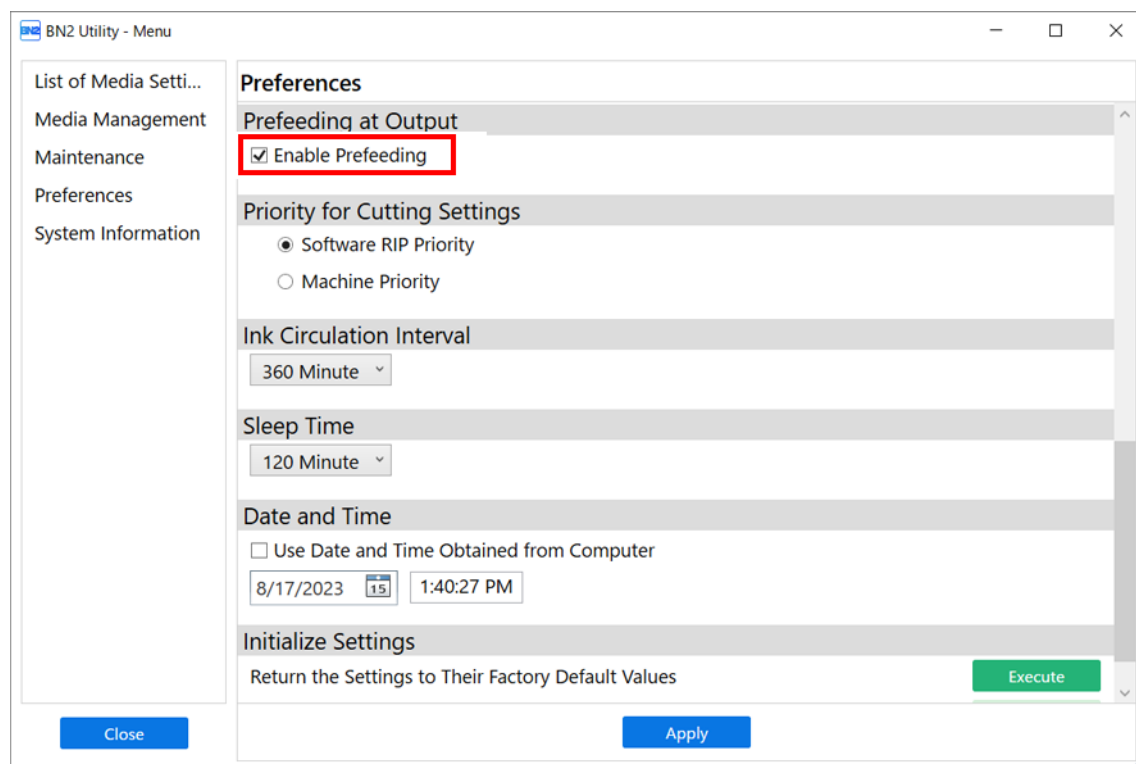 BN2 BN2 Utility - Menu
List of Media Setti...
Media Management
Maintenance
Preferences
System Information
Close
Preferences
Prefeeding at Output
Enable Prefeeding
Priority for Cutting Settings
Software RIP Priority
Machine Priority
Ink Circulation Interval
360 Minute
Sleep Time
120 Minute
Date and Time
Use Date and Time Obtained from Computer
8/17/2023 15 1:40:27 PM
Initialize Settings
Return the Settings to Their Factory Default Values Execute
Apply